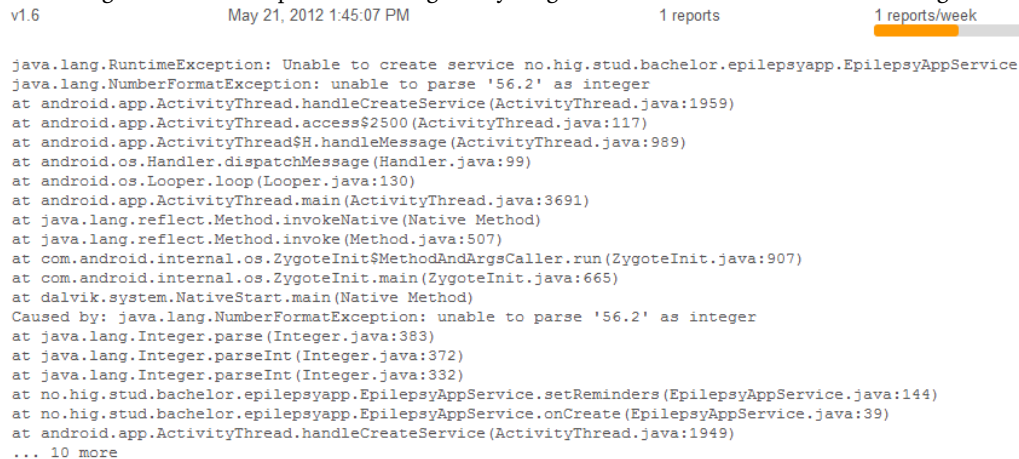 v1.6 May 21, 2012 1:45:07 PM 1 reports 1 reports/week
java.lang.RuntimeException: Unable to create service no.hig.stud.bachelor.epilepsyapp.EpilepsyAppService
java.lang.NumberFormatException: unable to parse '56.2' as integer
at android.app.ActivityThread.handleCreateService(ActivityThread.java:1959)
at android.app.ActivityThread.access$2500(ActivityThread.java:117)
at android.app.ActivityThread$H.handleMessage(ActivityThread.java:989)
at android.os.Handler.dispatchMessage(Handler.java:99)
at android.os.Looper.loop(Looper.java:130)
at android.app.ActivityThread.main(ActivityThread.java:3691)
at java.lang.reflect.Method.invokeNative(Native Method)
at java.lang.reflect.Method.invoke(Method.java:507)
at com.android.internal.os.ZygoteInit$MethodAndArgsCaller.run(ZygoteInit.java:907)
at com.android.internal.os.ZygoteInit.main(ZygoteInit.java:665)
at dalvik.system.NativeStart.main(Native Method)
Caused by: java.lang.NumberFormatException: unable to parse '56.2' as integer
at java.lang.Integer.parse(Integer.java:383)
at java.lang.Integer.parseInt(Integer.java:372)
at java.lang.Integer.parseInt(Integer.java:332)
at no.hig.stud.bachelor.epilepsyapp.EpilepsyAppService.setReminders(EpilepsyAppService.java:144)
at no.hig.stud.bachelor.epilepsyapp.EpilepsyAppService.onCreate(EpilepsyAppService.java:39)
at android.app.ActivityThread.handleCreateService(ActivityThread.java:1949)
... 10 more